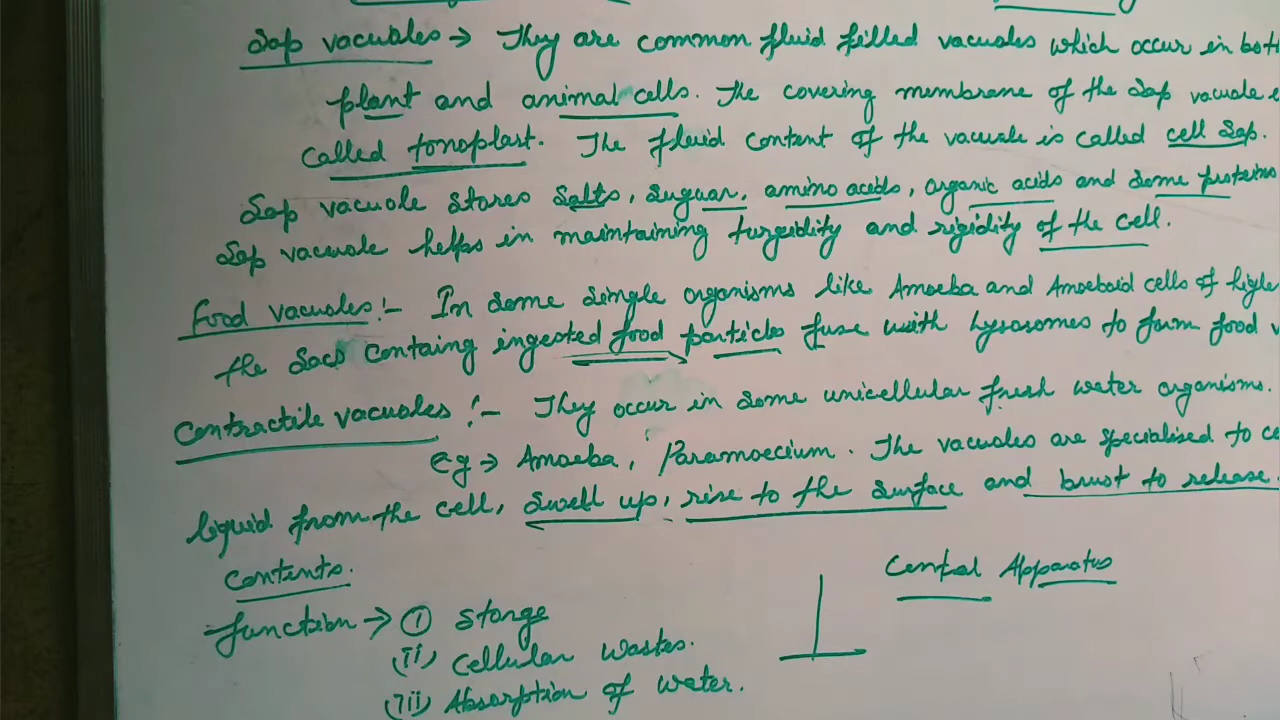 Sap vacuoles → They are common fluid filled vacuoles which occur in both
plant and animal cells. The covering membrane of the Sap vacuole
called tonoplast. The fluid content of the vacuole is called cell Sap.
Sap vacuole stores Salts, Suguar, amino acids, organic acids and Some proteins
Sap vacuole helps in maintaining turgidity and rigidity of the cell.
Food vacuoles:- In Some Single organisms like Amoeba and Amoeboid cells of
the Sacs Containg ingested food particles fuse with Lysosomes to form food
Contractile vacuoles :- They occur in Some unicellular fresh water organisms.
Eg → Amoeba, Paramoecium. The vacuoles are specialised to
liquid from the cell, Swell up, rise to the Surface and brust to release
Contents.
function → (i) Storge
(ii) Cellular wastes.
(iii) Absorption of water.
Central Apparatus